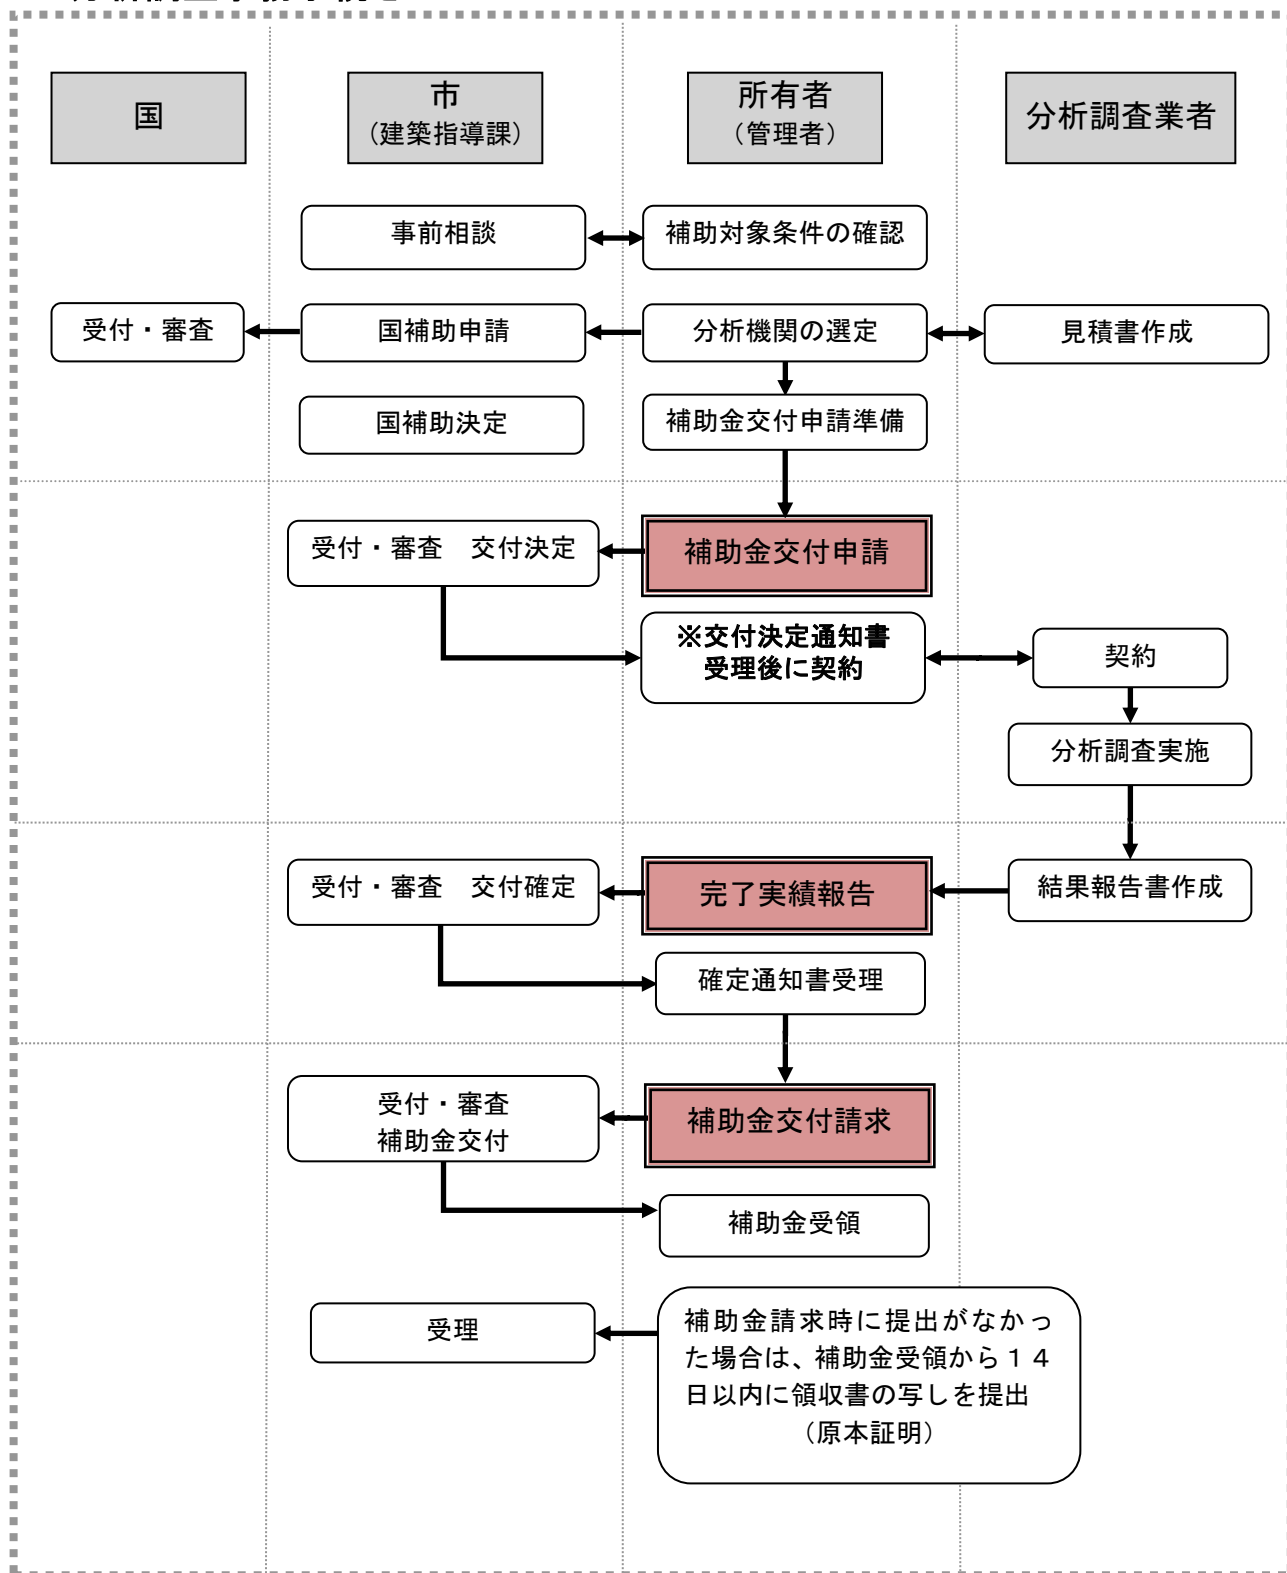 国
市
（建築指導課）
所有者
（管理者）
分析調査業者
事前相談
補助対象条件の確認
受付・審査
国補助申請
分析機関の選定
見積書作成
国補助決定
補助金交付申請準備
受付・審査　交付決定
補助金交付申請
※交付決定通知書
受理後に契約
契約
分析調査実施
受付・審査　交付確定
完了実績報告
結果報告書作成
確定通知書受理
受付・審査
補助金交付
補助金交付請求
補助金受領
受理
補助金請求時に提出がなかっ
た場合は、補助金受領から１４
日以内に領収書の写しを提出
（原本証明）